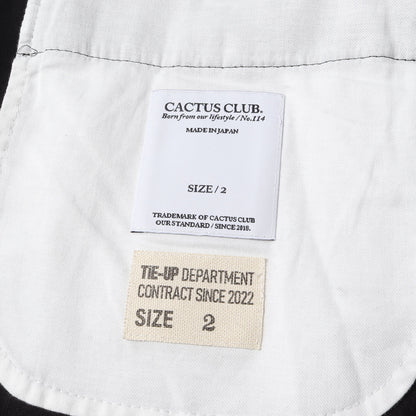 CACTUS CLUB.
Born from our lifestyle / No.114
MADE IN JAPAN
SIZE / 2
TRADEMARK OF CACTUS CLUB
OUR STANDARD / SINCE 2018.
TIE-UP DEPARTMENT
CONTRACT SINCE 2022
SIZE 2